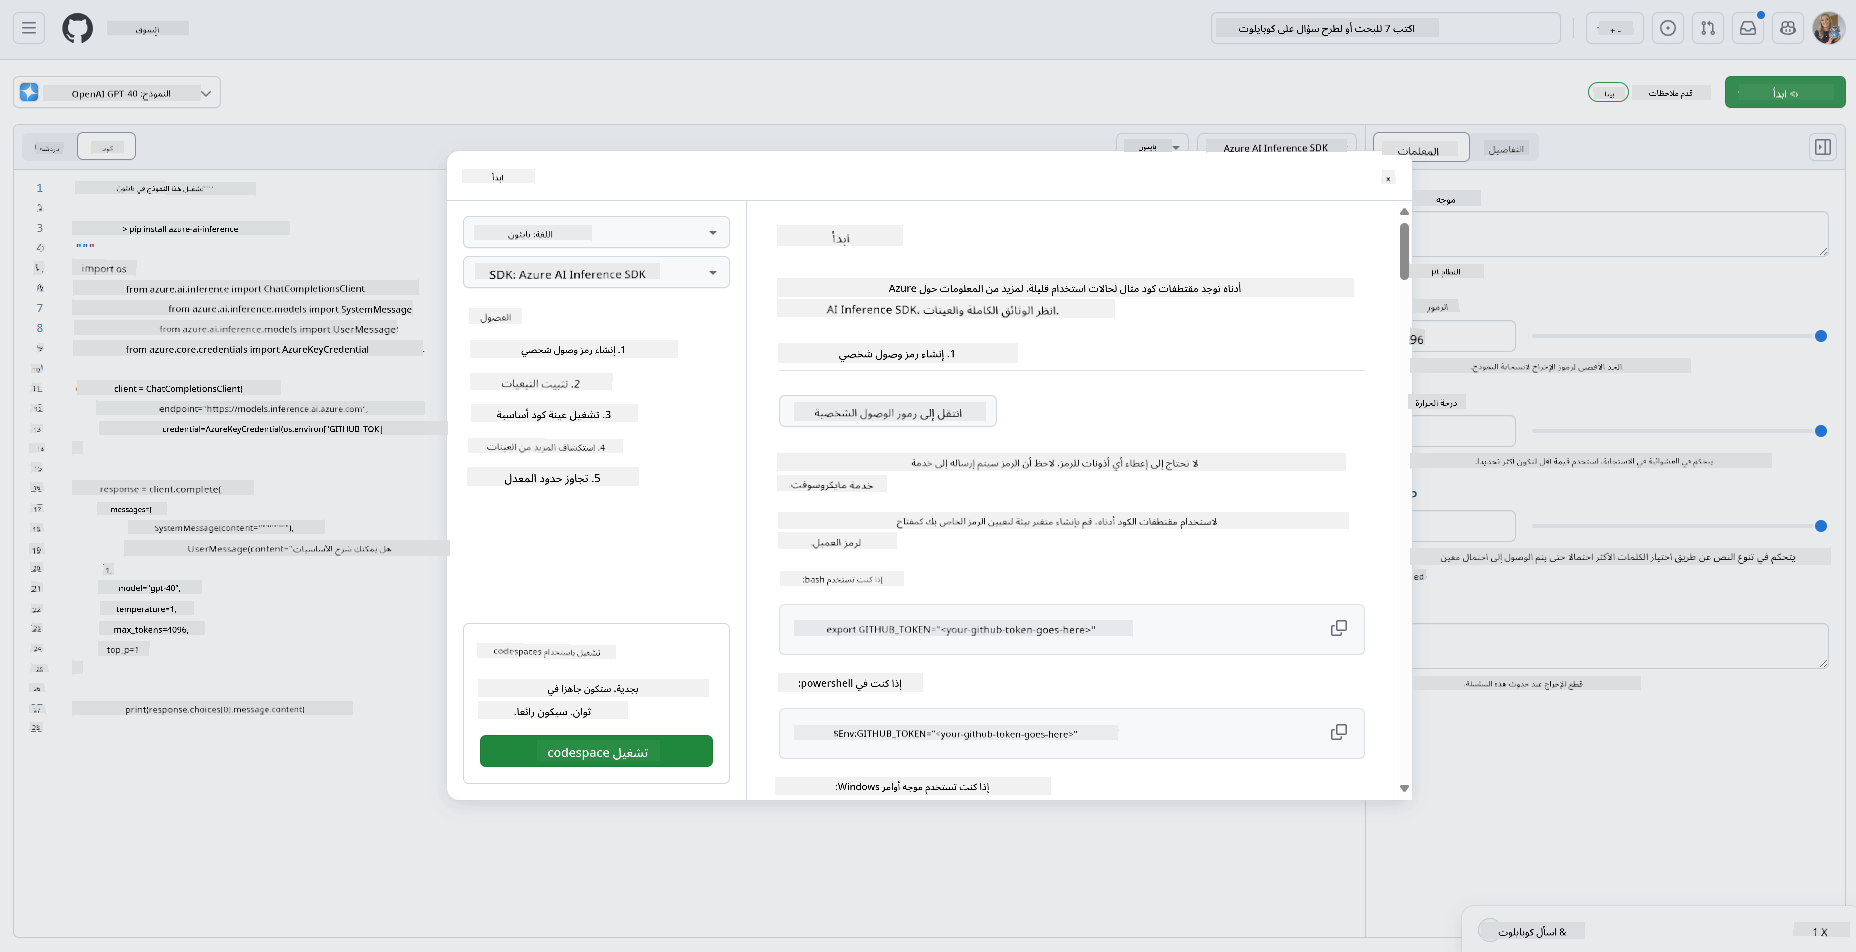 السوق
اكتب 7 للبحث أو لطرح سؤال على كوبايلوت
OpenAI GPT-40 :النموذج
بيتا
قدم ملاحظات
ابدأ
دردشة
كود
بايثون
Azure AI Inference SDK
المعلمات
التفاصيل
1
2
3
> pip install azure-ai-inference
"""
import os
from azure.ai.inference import ChatCompletionsClient
7
from azure.ai.inference.models import SystemMessage
8
from azure.ai.inference.models import UserMessage
from azure.core.credentials import AzureKeyCredential
client = ChatCompletionsClient(
endpoint="https://models.inference.ai.azure.com",
credential=AzureKeyCredential(os.environ["GITHUB_TOK
response = client.complete(
messages=[
SystemMessage(content=""""""""),
19
UserMessage(content="هل يمكنك شرح الأساسيات
],
21
model="gpt-40",
temperature=1,
max_tokens=4096,
top_p=1
print(response.choices[0].message.content)
ابدأ
x
اللغة: بايثون
SDK: Azure AI Inference SDK
الفصول
1. إنشاء رمز وصول شخصي
2. تثبيت التبعيات
3. تشغيل عينة كود أساسية
4. استكشاف المزيد من العينات
5. تجاوز حدود المعدل
تشغيل باستخدام codespaces
بجدية، ستكون جاهزا في
ثوان. سيكون رائعا.
تشغيل codespace
ابدأ
أدناه توجد مقتطفات كود مثال لحالات استخدام قليلة. لمزيد من المعلومات حول Azure
AI Inference SDK، انظر الوثائق الكاملة والعينات.
1. إنشاء رمز وصول شخصي
انتقل إلى رموز الوصول الشخصية
لا تحتاج إلى إعطاء أي أذونات للرمز. لاحظ أن الرمز سيتم إرساله إلى خدمة
خدمة مايكروسوفت.
لاستخدام مقتطفات الكود أدناه، قم بإنشاء متغير بيئة لتعيين الرمز الخاص بك كمفتاح
لرمز العميل.
إذا كنت تستخدم bash:
export GITHUB_TOKEN="<your-github-token-goes-here>"
إذا كنت في powershell:
$Env:GITHUB_TOKEN="<your-github-token-goes-here>"
إذا كنت تستخدم موجه أوامر Windows:
موجه
النظام pt
الرموز
96
الحد الأقصى لرموز الإخراج لاستجابة النموذج.
درجة الحرارة
يتحكم في العشوائية في الاستجابة، استخدم قيمة أقل لتكون أكثر تحديدا.
يتحكم في تنوع النص عن طريق اختيار الكلمات الأكثر احتمالا حتى يتم الوصول إلى احتمال معين
ed
قطع الإخراج عند حدوث هذه السلسلة.
& اسأل كوبايلوت
1 X